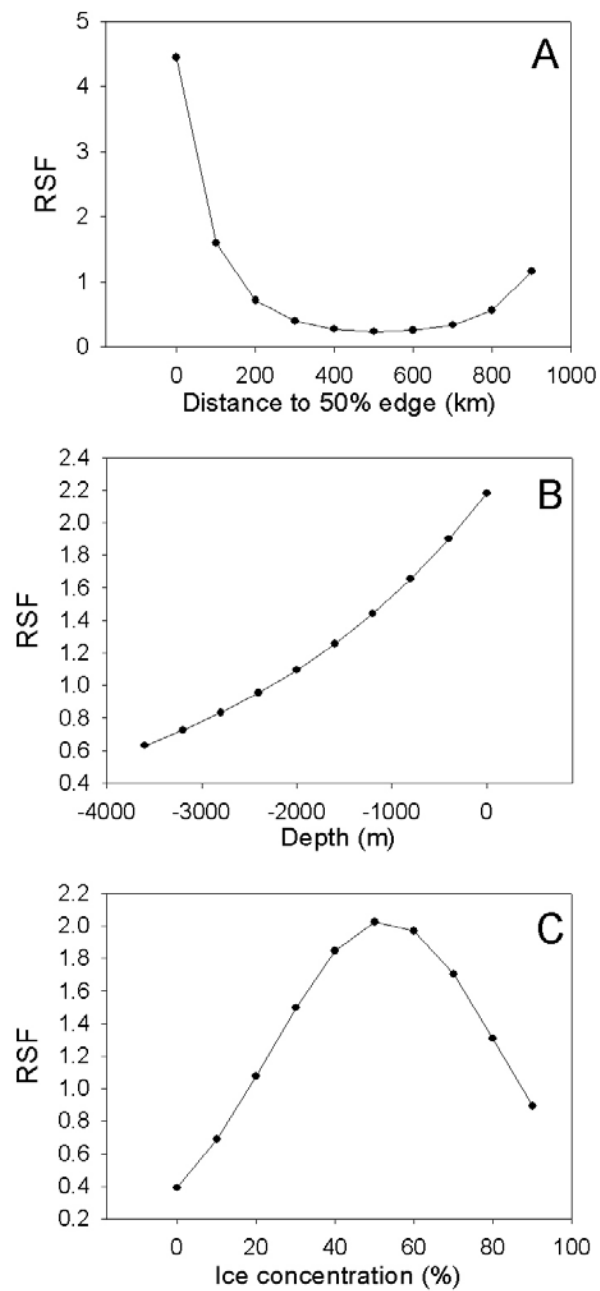 A
RSF
5
4
3
2
1
0
0 200 400 600 800 1000
Distance to 50% edge (km)
B
RSF
2.4
2.2
2.0
1.8
1.6
1.4
1.2
1.0
0.8
0.6
0.4
-4000 -3000 -2000 -1000 0
Depth (m)
C
RSF
2.2
2.0
1.8
1.6
1.4
1.2
1.0
0.8
0.6
0.4
0.2
0 20 40 60 80 100
Ice concentration (%)